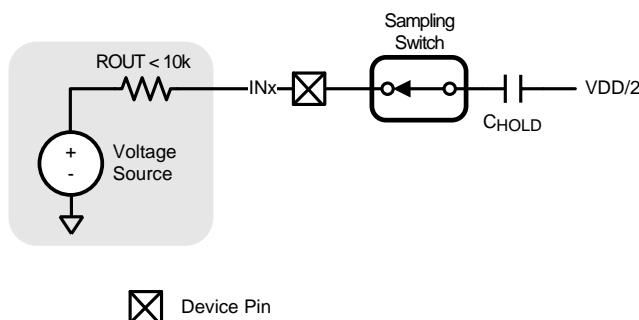 Sampling
Switch
ROUT < 10k
INx
VDD/2
CHOLD
+
-
Voltage
Source
Device Pin